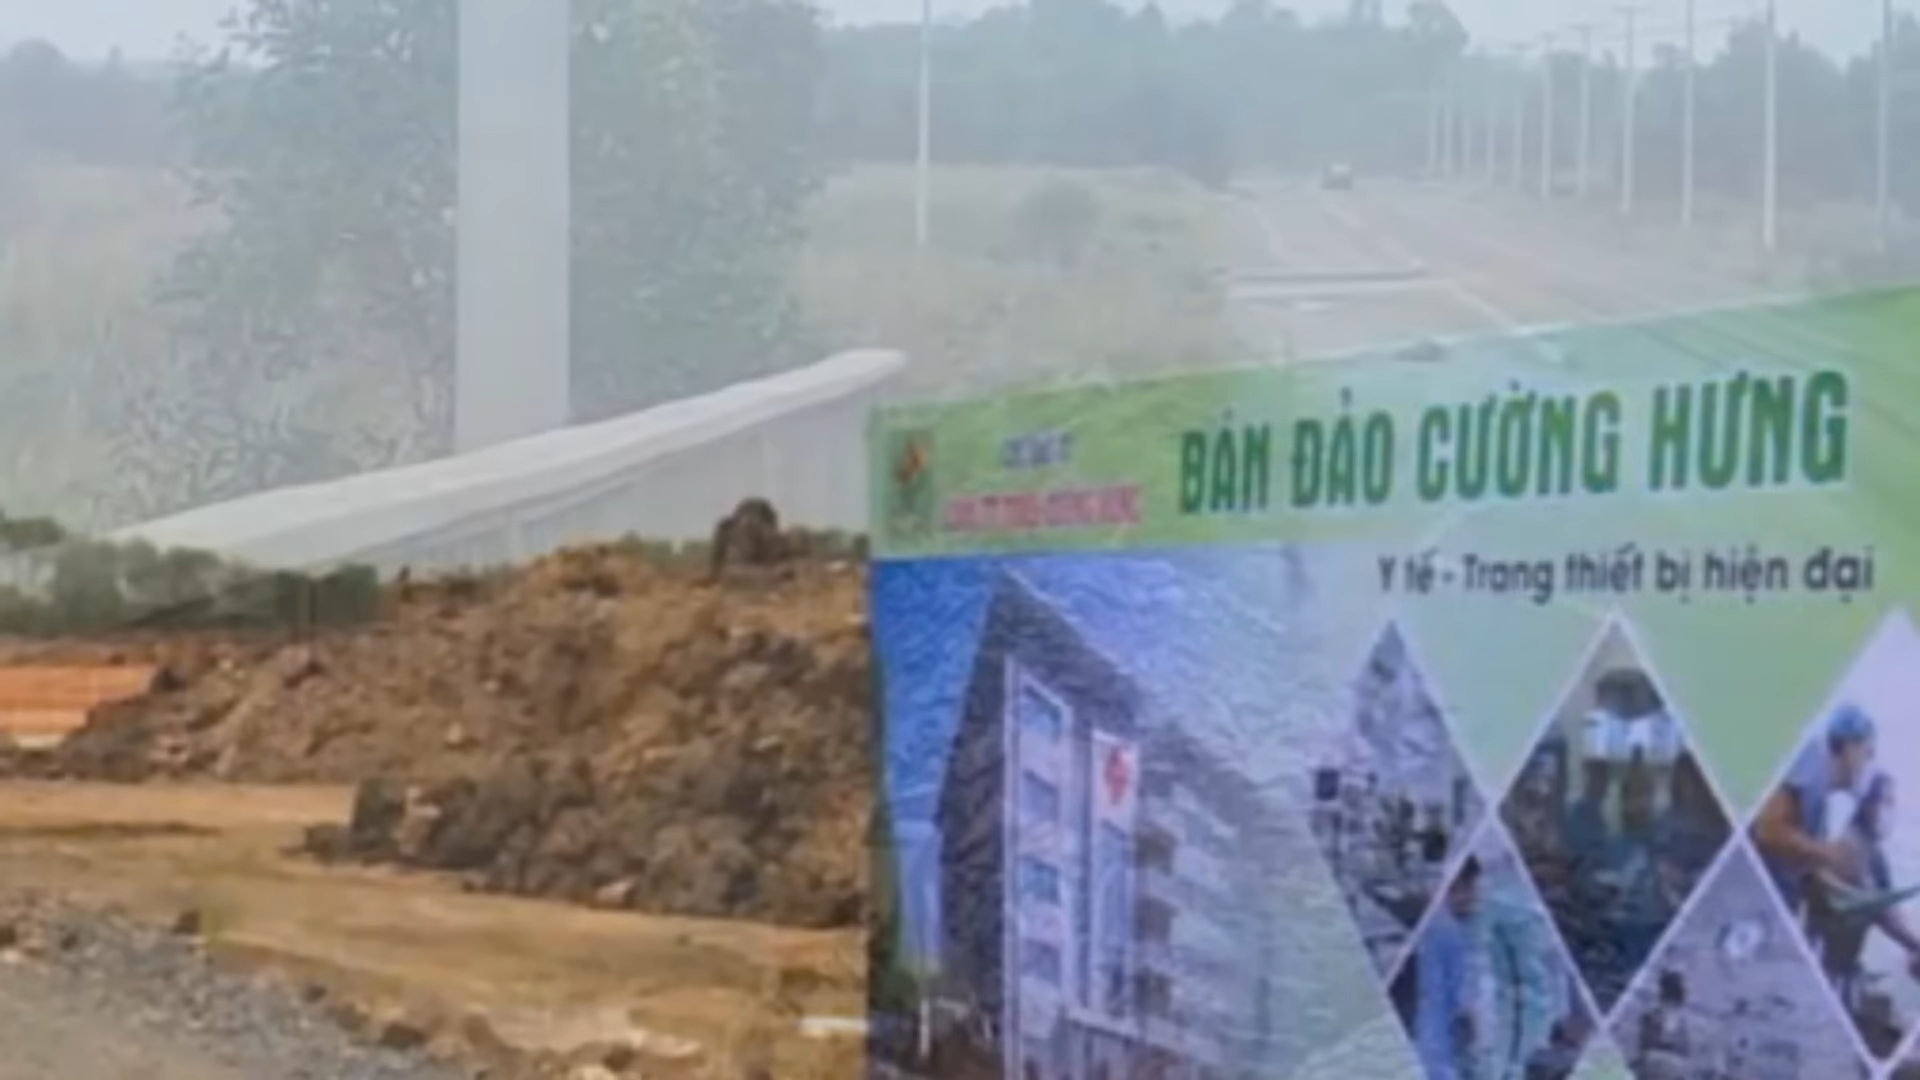 BÁN ĐẢO CƯỜNG HƯNG
Y tế - Trang thiết bị hiện đại